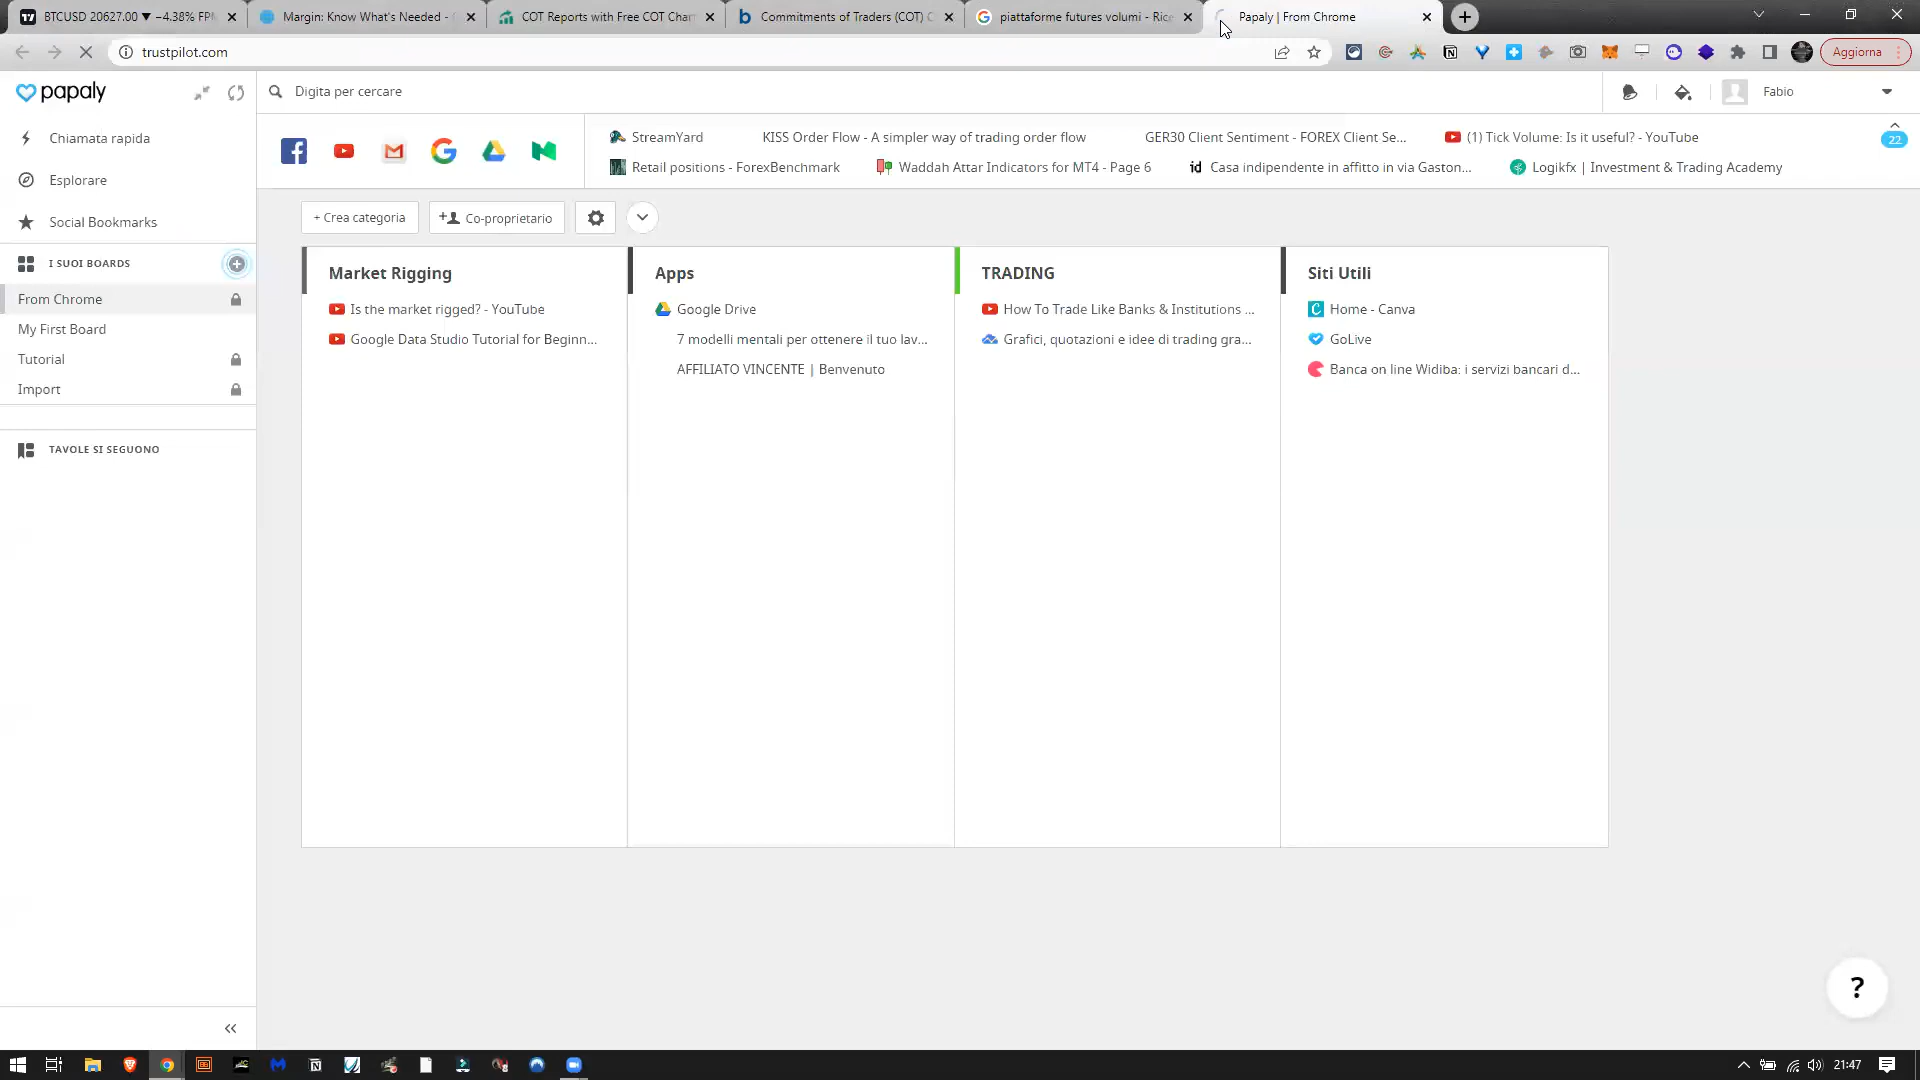 BTCUSD 20627.00 ▼ −4.38% FPM
Margin: Know What's Needed -
COT Reports with Free COT Char
Commitments of Traders (COT) C
piattaforme futures volumi - Rice
Papaly | From Chrome
trustpilot.com
Aggiorna
papaly
Digita per cercare
Fabio
Chiamata rapida
Esplorare
Social Bookmarks
I SUOI BOARDS
From Chrome
My First Board
Tutorial
Import
TAVOLE SI SEGUONO
StreamYard
KISS Order Flow - A simpler way of trading order flow
GER30 Client Sentiment - FOREX Client Se...
(1) Tick Volume: Is it useful? - YouTube
22
Retail positions - ForexBenchmark
Waddah Attar Indicators for MT4 - Page 6
id Casa indipendente in affitto in via Gaston...
Logikfx | Investment & Trading Academy
+ Crea categoria
Co-proprietario
Market Rigging
Is the market rigged? - YouTube
Google Data Studio Tutorial for Beginn...
Apps
Google Drive
7 modelli mentali per ottenere il tuo lav...
AFFILIATO VINCENTE | Benvenuto
TRADING
How To Trade Like Banks & Institutions ...
Grafici, quotazioni e idee di trading gra...
Siti Utili
Home - Canva
GoLive
Banca on line Widiba: i servizi bancari d...
?
21:47